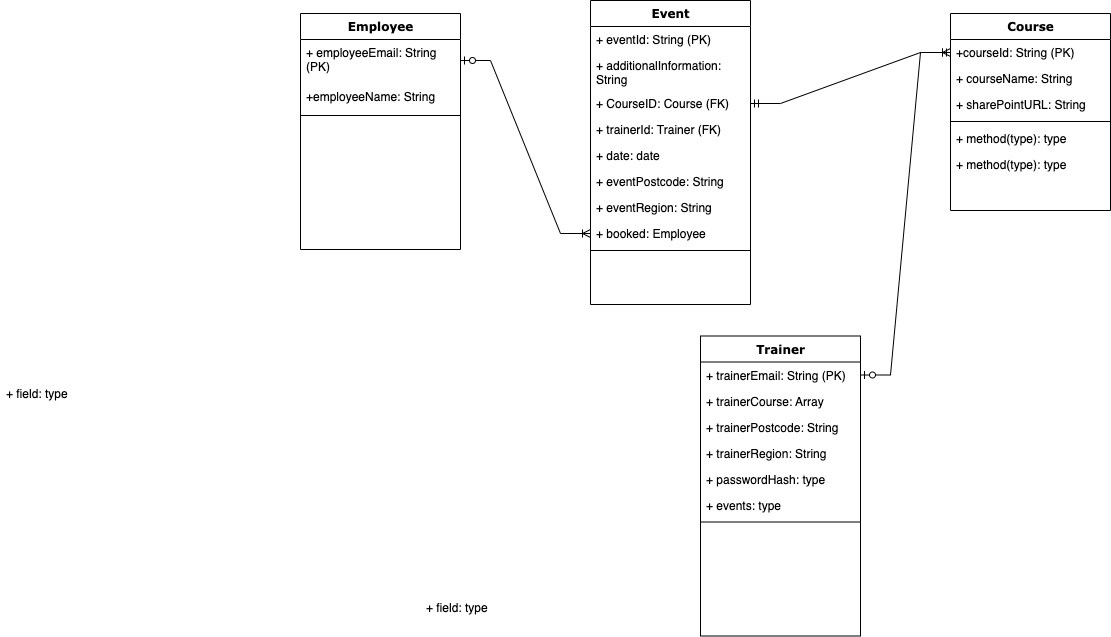 Employee
+ employeeEmail: String
(PK)
+employeeName: String
Event
+ eventId: String (PK)
+ additionalInformation:
String
+ CourseID: Course (FK)
+ trainerId: Trainer (FK)
+ date: date
+ eventPostcode: String
+ eventRegion: String
+ booked: Employee
Course
+courseId: String (PK)
+ courseName: String
+ sharePointURL: String
+ method(type): type
+ method(type): type
Trainer
+ trainerEmail: String (PK)
+ trainerCourse: Array
+ trainerPostcode: String
+ trainerRegion: String
+ passwordHash: type
+ events: type
+ field: type
+ field: type